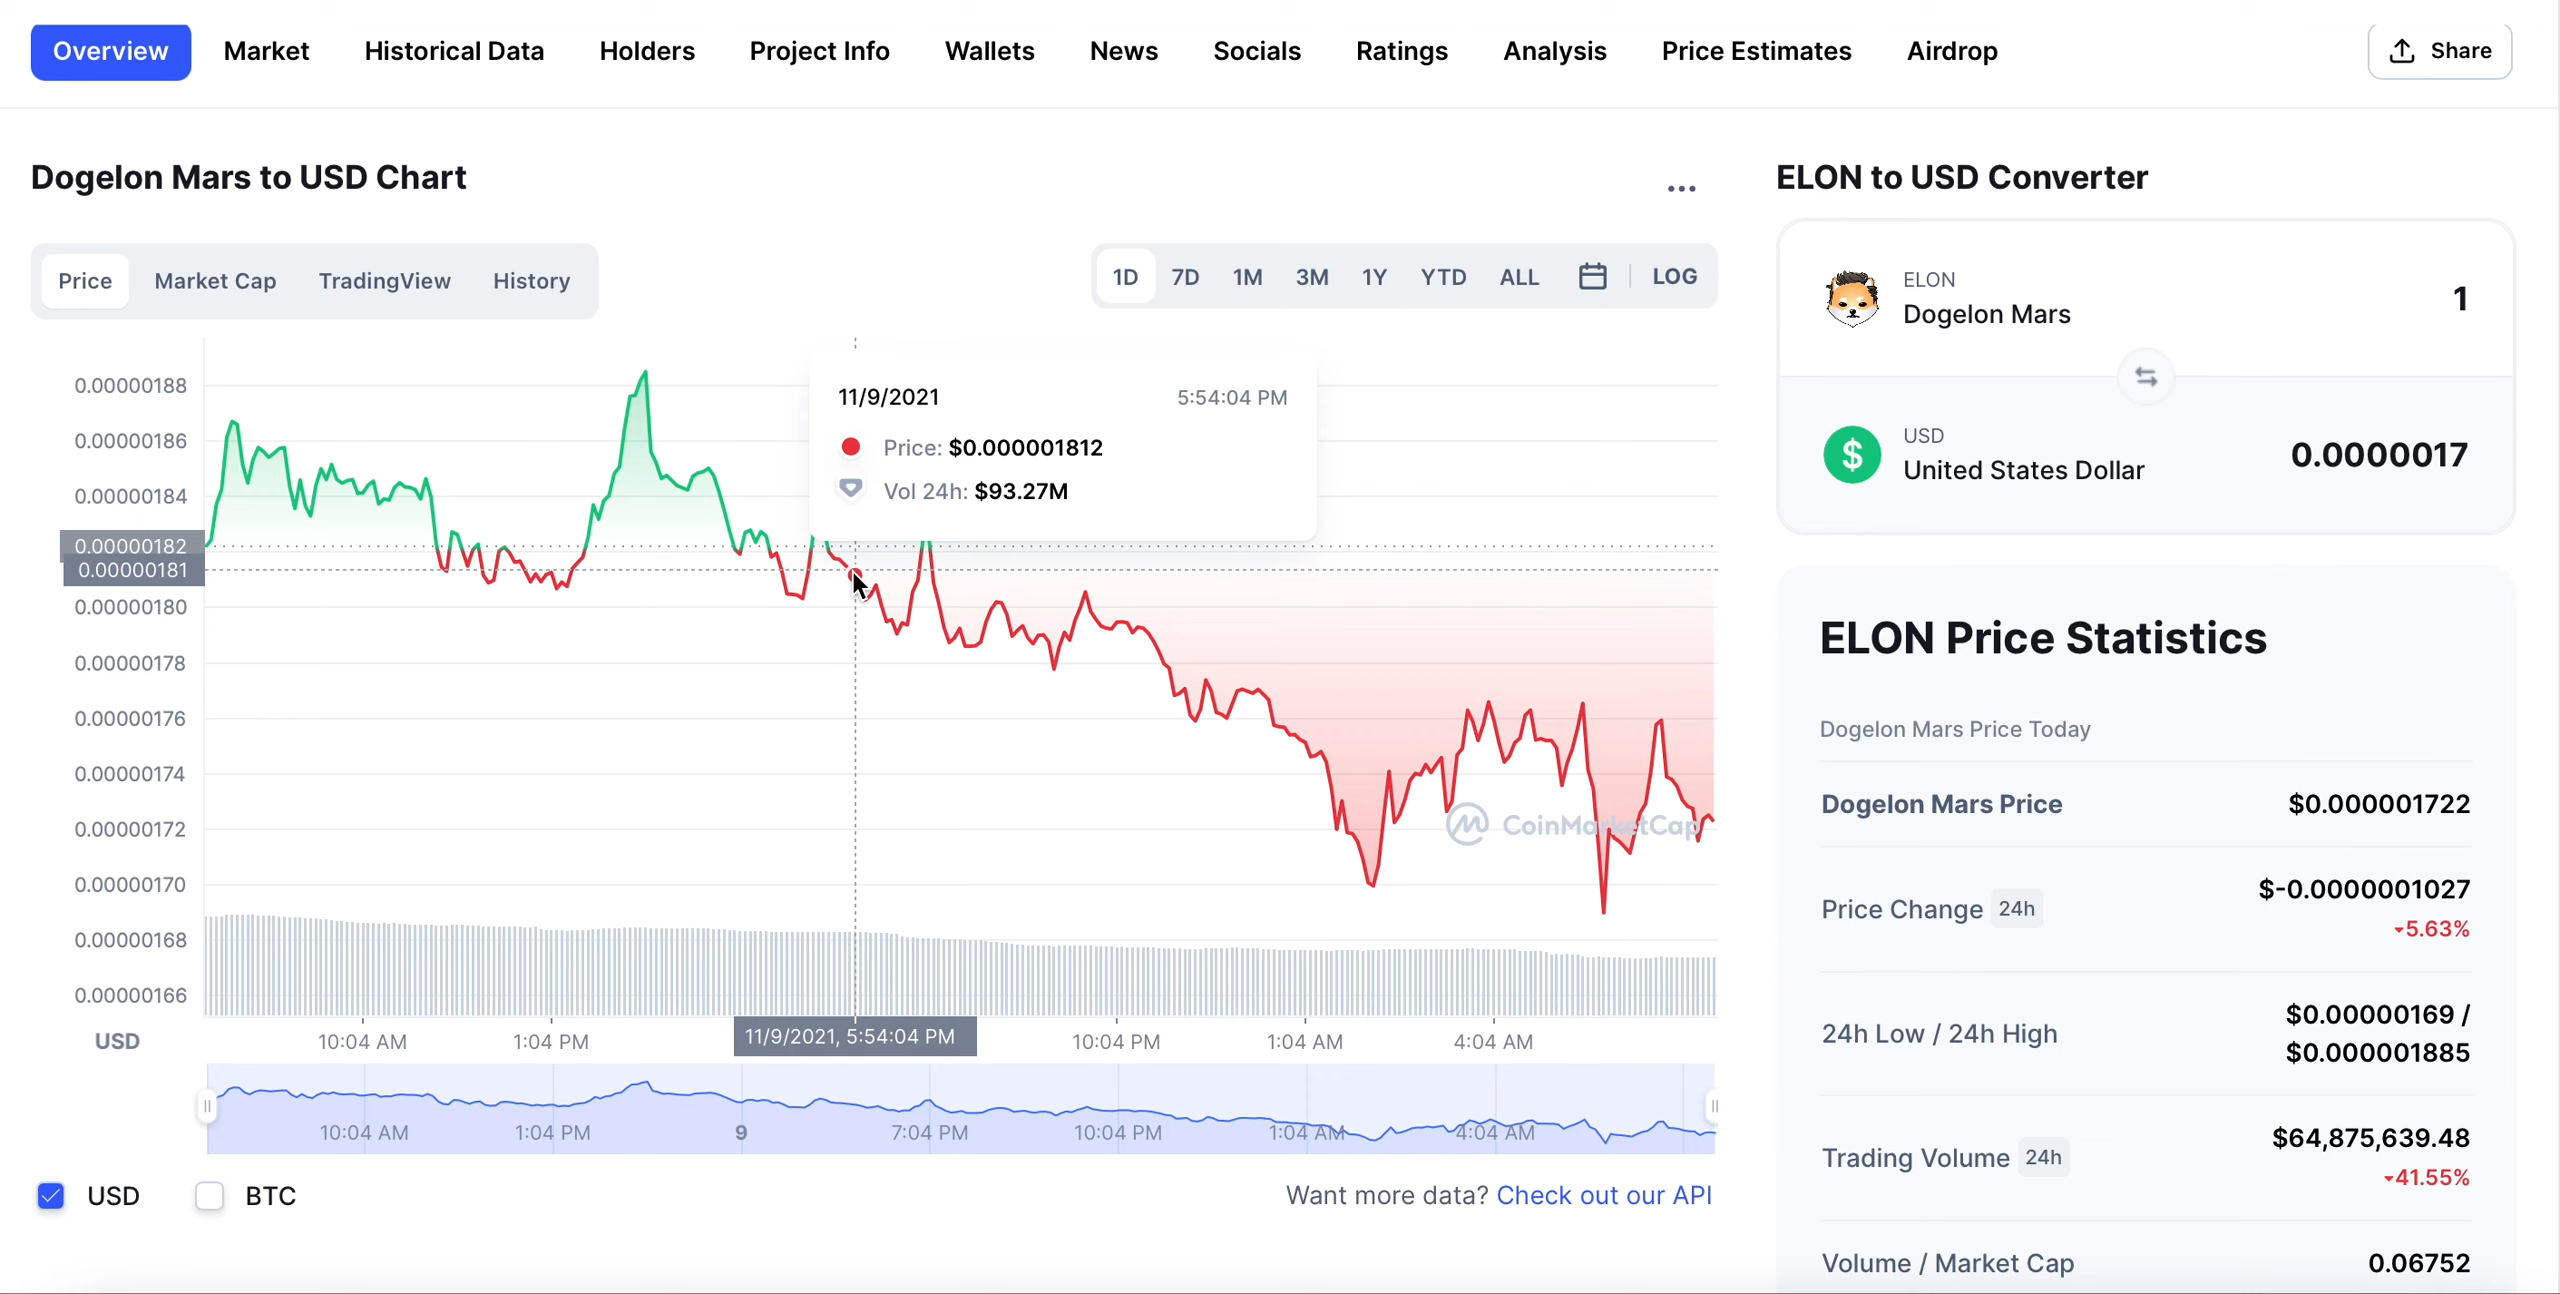 Overview Market Historical Data Holders Project Info Wallets News Socials Ratings Analysis Price Estimates Airdrop Share
Dogelon Mars to USD Chart
Price Market Cap TradingView History
1D 7D 1M 3M 1Y YTD ALL LOG
11/9/2021 5:54:04 PM
Price: $0.000001812
Vol 24h: $93.27M
0.00000188
0.00000186
0.00000184
0.00000182
0.00000181
0.00000180
0.00000178
0.00000176
0.00000174
0.00000172
0.00000170
0.00000168
0.00000166
CoinMarketCap
USD 10:04 AM 1:04 PM 11/9/2021, 5:54:04 PM 10:04 PM 1:04 AM 4:04 AM
10:04 AM 1:04 PM 9 7:04 PM 10:04 PM 1:04 AM 4:04 AM
USD BTC
Want more data? Check out our API
ELON to USD Converter
ELON
Dogelon Mars 1
$
USD
United States Dollar 0.0000017
ELON Price Statistics
Dogelon Mars Price Today
Dogelon Mars Price $0.000001722
Price Change 24h $-0.0000001027
5.63%
24h Low / 24h High $0.00000169 /
$0.000001885
Trading Volume 24h $64,875,639.48
41.55%
Volume / Market Cap 0.06752